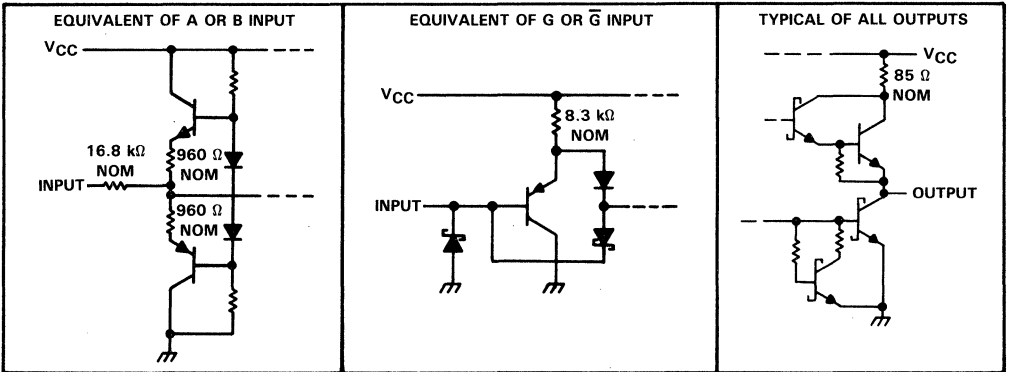 EQUIVALENT OF A OR B INPUT
VCC
16.8 kΩ
NOM
960 Ω
NOM
INPUT
960 Ω
NOM
EQUIVALENT OF G OR G̅ INPUT
VCC
8.3 kΩ
NOM
INPUT
TYPICAL OF ALL OUTPUTS
VCC
85 Ω
NOM
OUTPUT